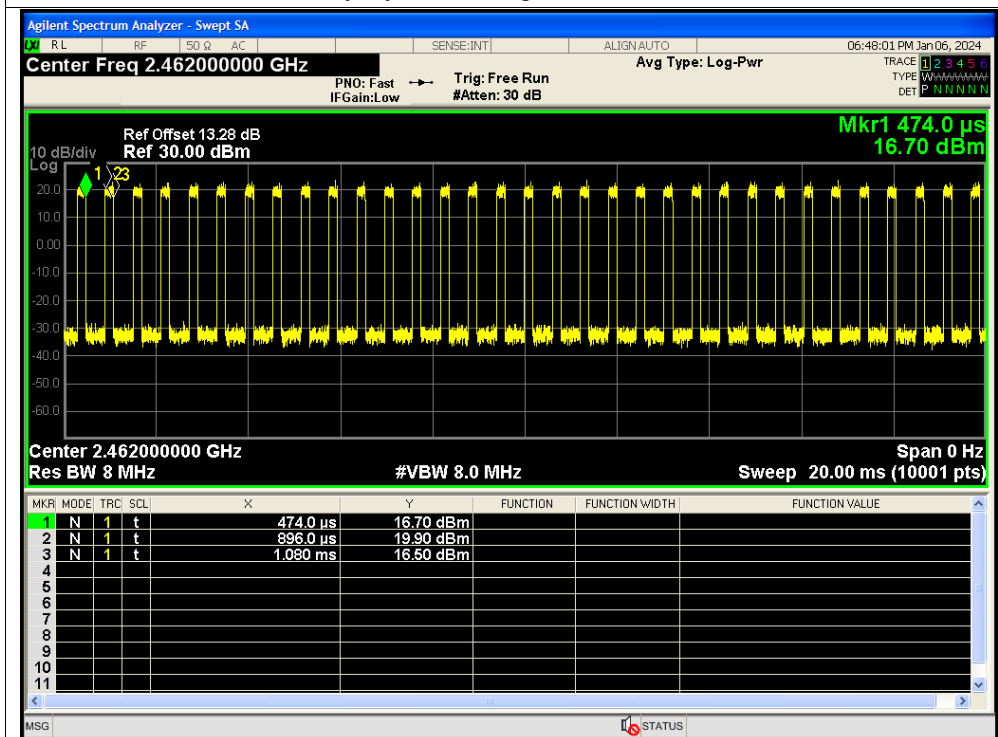 Agilent Spectrum Analyzer - Swept SA
LXI RL RF 50 Ω AC SENSE:INT ALIGN AUTO 06:48:01 PM Jan 06, 2024
Center Freq 2.462000000 GHz Avg Type: Log-Pwr TRACE 1 2 3 4 5 6
PNO: Fast Trig: Free Run TYPE WWWWWW
IFGain:Low #Atten: 30 dB DET P N N N N N
Ref Offset 13.28 dB Mkr1 474.0 µs
10 dB/div Ref 30.00 dBm 16.70 dBm
Log
1 2 3
20.0
10.0
0.00
-10.0
-20.0
-30.0
-40.0
-50.0
-60.0
Center 2.462000000 GHz Span 0 Hz
Res BW 8 MHz #VBW 8.0 MHz Sweep 20.00 ms (10001 pts)
MKR MODE TRC SCL X Y FUNCTION FUNCTION WIDTH FUNCTION VALUE
1 N 1 t 474.0 µs 16.70 dBm
2 N 1 t 896.0 µs 19.90 dBm
3 N 1 t 1.080 ms 16.50 dBm
4
5
6
7
8
9
10
11
MSG STATUS